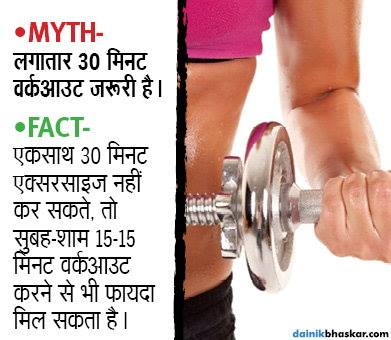 •MYTH-
लगातार 30 मिनट
वर्कआउट जरूरी है।
•FACT-
एकसाथ 30 मिनट
एक्सरसाइज नहीं
कर सकते, तो
सुबह-शाम 15-15
मिनट वर्कआउट
करने से भी फायदा
मिल सकता है।
dainikbhaskar.com